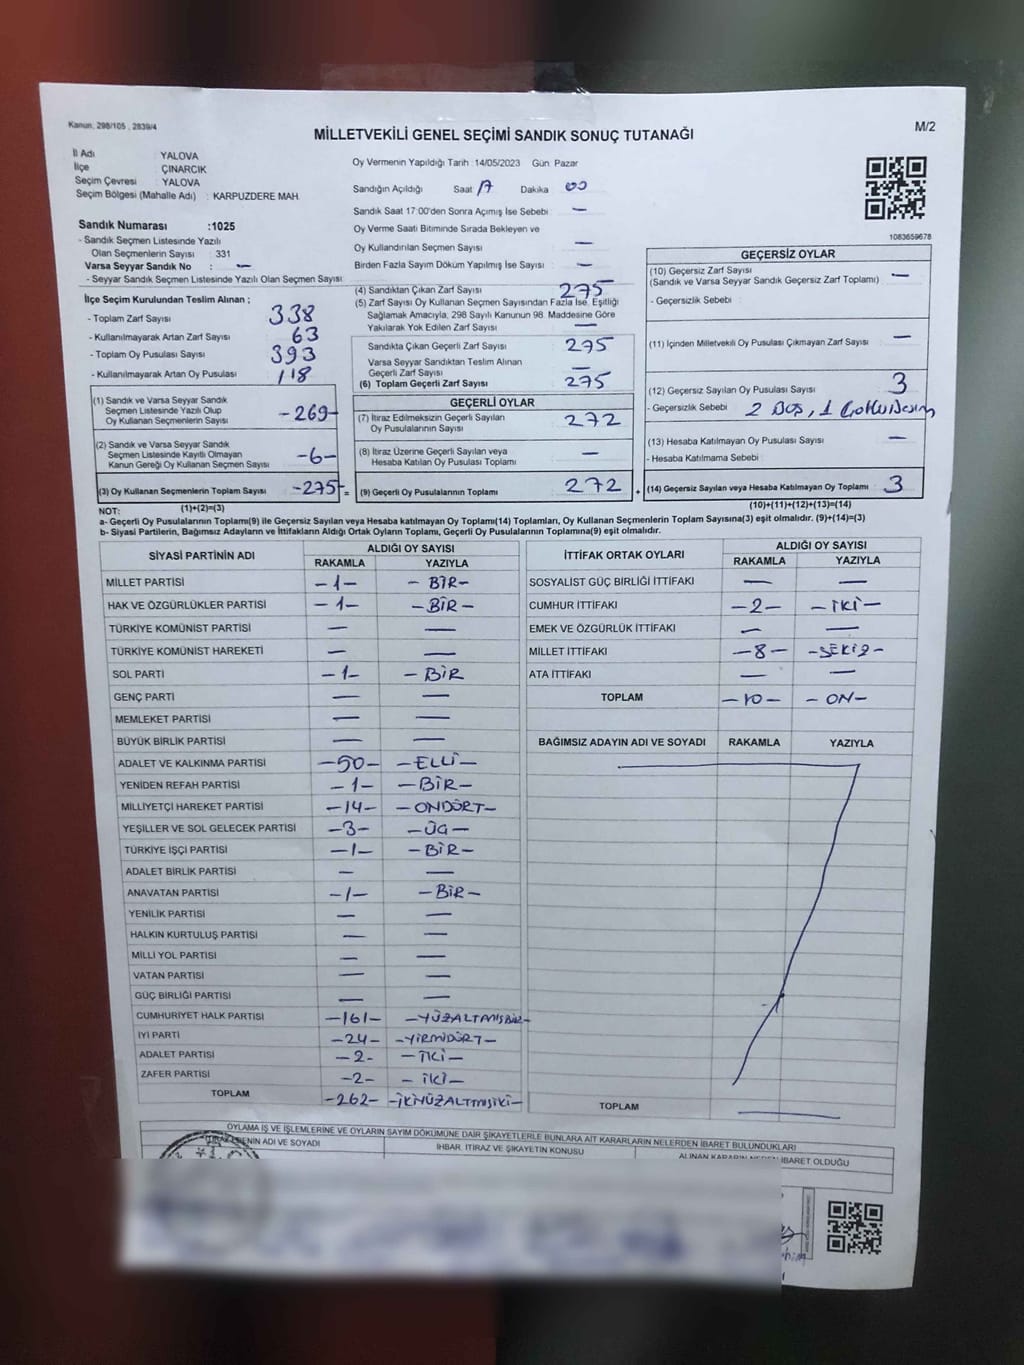 Kanun, 298/105 , 2839/4
M/2
MİLLETVEKİLİ GENEL SEÇİMİ SANDIK SONUÇ TUTANAĞI
İl Adı : YALOVA
İlçe : ÇINARCIK
Seçim Çevresi : YALOVA
Seçim Bölgesi (Mahalle Adı) : KARPUZDERE MAH
Sandık Numarası :1025
- Sandık Seçmen Listesinde Yazılı
Olan Seçmenlerin Sayısı : 331
Varsa Seyyar Sandık No : —
- Seyyar Sandık Seçmen Listesinde Yazılı Olan Seçmen Sayısı:
İlçe Seçim Kurulundan Teslim Alınan ;
- Toplam Zarf Sayısı 338
- Kullanılmayarak Artan Zarf Sayısı 63
- Toplam Oy Pusulası Sayısı 393
- Kullanılmayarak Artan Oy Pusulası 118
(1) Sandık ve Varsa Seyyar Sandık
Seçmen Listesinde Yazılı Olup
Oy Kullanan Seçmenlerin Sayısı -269-
(2) Sandık ve Varsa Seyyar Sandık
Seçmen Listesinde Kayıtlı Olmayan
Kanun Gereği Oy Kullanan Seçmen Sayısı -6-
(3) Oy Kullanan Seçmenlerin Toplam Sayısı -275- =
(1)+(2)=(3)
Oy Vermenin Yapıldığı Tarih :14/05/2023 Gün: Pazar
Sandığın Açıldığı Saat 17 Dakika 00
Sandık Saat 17:00'den Sonra Açımış İse Sebebi : —
Oy Verme Saati Bitiminde Sırada Bekleyen ve
Oy Kullandırılan Seçmen Sayısı : —
Birden Fazla Sayım Döküm Yapılmış İse Sayısı : —
(4) Sandıktan Çıkan Zarf Sayısı 275
(5) Zarf Sayısı Oy Kullanan Seçmen Sayısından Fazla İse, Eşitliği
Sağlamak Amacıyla, 298 Sayılı Kanunun 98. Maddesine Göre
Yakılarak Yok Edilen Zarf Sayısı —
Sandıkta Çıkan Geçerli Zarf Sayısı 275
Varsa Seyyar Sandıktan Teslim Alınan
Geçerli Zarf Sayısı —
(6) Toplam Geçerli Zarf Sayısı 275
GEÇERLİ OYLAR
(7) İtiraz Edilmeksizin Geçerli Sayılan
Oy Pusulalarının Sayısı 272
(8) İtiraz Üzerine Geçerli Sayılan veya
Hesaba Katılan Oy Pusulası Toplamı —
(9) Geçerli Oy Pusulalarının Toplamı 272 +
1083659678
GEÇERSİZ OYLAR
(10) Geçersiz Zarf Sayısı —
(Sandık ve Varsa Seyyar Sandık Geçersiz Zarf Toplamı)
- Geçersizlik Sebebi :
(11) İçinden Milletvekili Oy Pusulası Çıkmayan Zarf Sayısı —
(12) Geçersiz Sayılan Oy Pusulası Sayısı 3
- Geçersizlik Sebebi : 2 Boş, 1
(13) Hesaba Katılmayan Oy Pusulası Sayısı —
- Hesaba Katılmama Sebebi :
(14) Geçersiz Sayılan veya Hesaba Katılmayan Oy Toplamı 3
(10)+(11)+(12)+(13)=(14)
NOT:
a- Geçerli Oy Pusulalarının Toplamı(9) ile Geçersiz Sayılan veya Hesaba katılmayan Oy Toplamı(14) Toplamları, Oy Kullanan Seçmenlerin Toplam Sayısına(3) eşit olmalıdır. (9)+(14)=(3)
b- Siyasi Partilerin, Bağımsız Adayların ve İttifakların Aldığı Ortak Oyların Toplamı, Geçerli Oy Pusulalarının Toplamına(9) eşit olmalıdır.
SİYASİ PARTİNİN ADI ALDIĞI OY SAYISI
RAKAMLA YAZIYLA
MİLLET PARTİSİ -1- -BİR-
HAK VE ÖZGÜRLÜKLER PARTİSİ -1- -BİR-
TÜRKİYE KOMÜNİST PARTİSİ — —
TÜRKİYE KOMÜNİST HAREKETİ — —
SOL PARTİ -1- -BİR
GENÇ PARTİ — —
MEMLEKET PARTİSİ — —
BÜYÜK BİRLİK PARTİSİ — —
ADALET VE KALKINMA PARTİSİ -50- -ELLİ-
YENİDEN REFAH PARTİSİ -1- -BİR-
MİLLİYETÇİ HAREKET PARTİSİ -14- -ONDÖRT-
YEŞİLLER VE SOL GELECEK PARTİSİ -3- -ÜÇ-
TÜRKİYE İŞÇİ PARTİSİ -1- -BİR-
ADALET BİRLİK PARTİSİ — —
ANAVATAN PARTİSİ -1- -BİR-
YENİLİK PARTİSİ — —
HALKIN KURTULUŞ PARTİSİ — —
MİLLİ YOL PARTİSİ — —
VATAN PARTİSİ — —
GÜÇ BİRLİĞİ PARTİSİ — —
CUMHURİYET HALK PARTİSİ -161- -YÜZALTMIŞBİR-
İYİ PARTİ -24- -YİRMİDÖRT-
ADALET PARTİSİ -2- -İKİ-
ZAFER PARTİSİ -2- -İKİ-
TOPLAM -262- -İKİYÜZALTMIŞİKİ-
İTTİFAK ORTAK OYLARI ALDIĞI OY SAYISI
RAKAMLA YAZIYLA
SOSYALİST GÜÇ BİRLİĞİ İTTİFAKI — —
CUMHUR İTTİFAKI -2- -İKİ-
EMEK VE ÖZGÜRLÜK İTTİFAKI — —
MİLLET İTTİFAKI -8- -SEKİZ-
ATA İTTİFAKI — —
TOPLAM -10- -ON-
BAĞIMSIZ ADAYIN ADI VE SOYADI RAKAMLA YAZIYLA
TOPLAM
OYLAMA İŞ VE İŞLEMLERİNE VE OYLARIN SAYIM DÖKÜMÜNE DAİR ŞİKAYETLERLE BUNLARA AİT KARARLARIN NELERDEN İBARET BULUNDUKLARI
ADI VE SOYADI İHBAR, İTİRAZ VE ŞİKAYETİN KONUSU ALINAN KARARIN NEDEN İBARET OLDUĞU